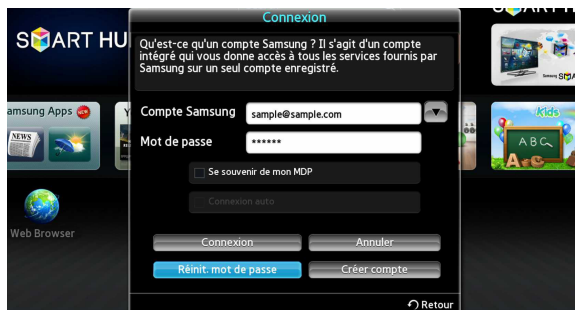 Connexion
SMART HU
Qu'est-ce qu'un compte Samsung ? Il s'agit d'un compte
intégré qui vous donne accès à tous les services fournis par
Samsung sur un seul compte enregistré.
amsung Apps
Kids
NEWS
ABC
Compte Samsung
sample@sample.com
Mot de passe
******
Se souvenir de mon MDP
Connexion auto
Web Browser
Connexion
Annuler
Réinit. mot de passe
Créer compte
Retour